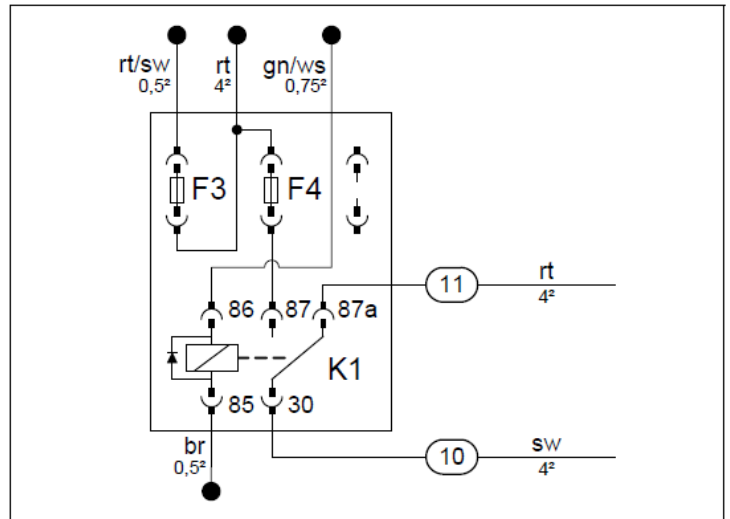 rt/sw
0,5²
rt
4²
gn/ws
0,75²
F3
F4
11
rt
4²
86
87
87a
K1
85
30
br
0,5²
10
sw
4²